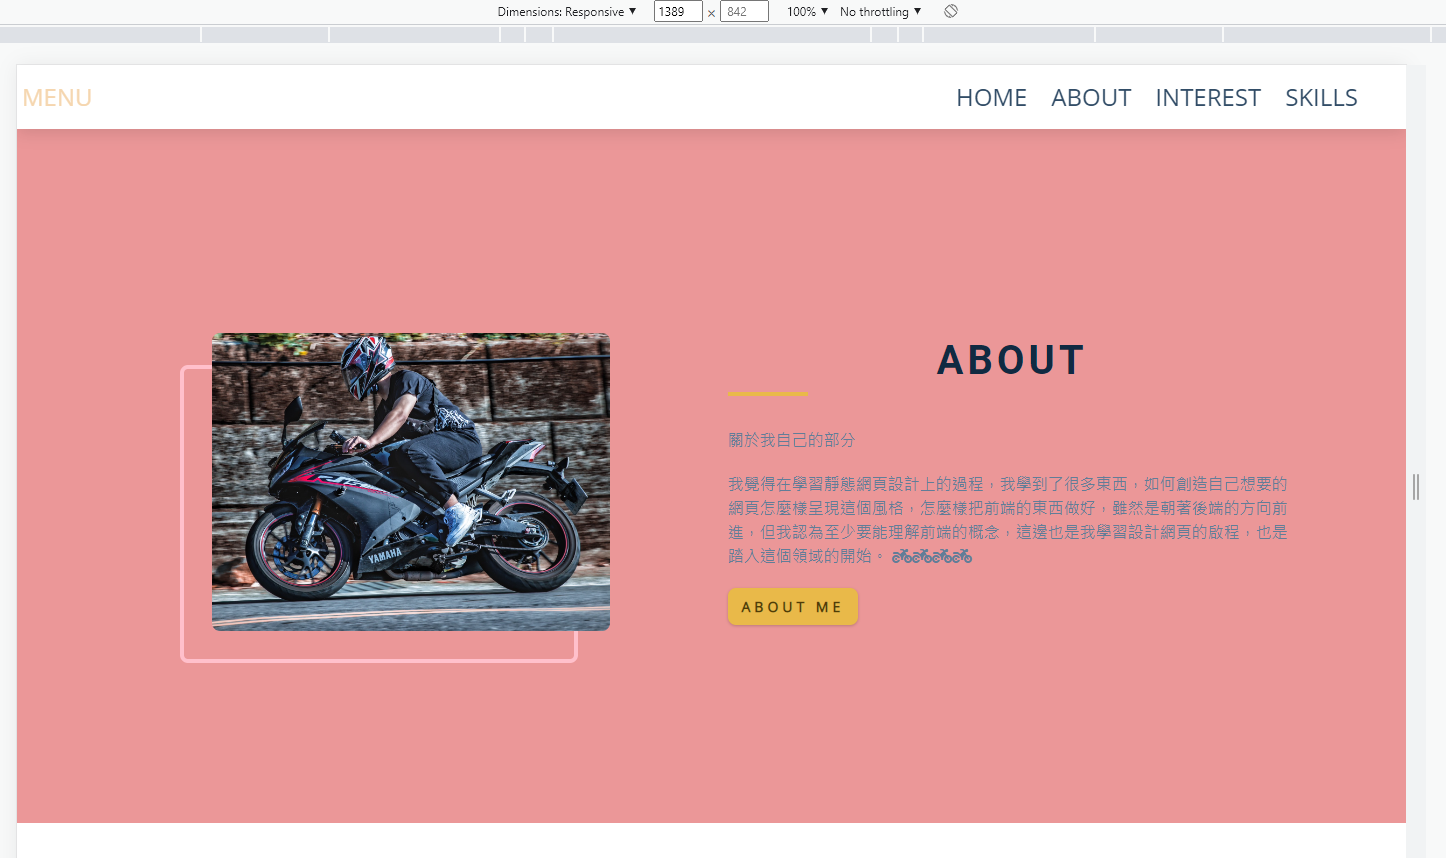 Dimensions: Responsive ▼ 1389 × 842 100% ▼ No throttling ▼
MENU HOME ABOUT INTEREST SKILLS
ABOUT
關於我自己的部分
我覺得在學習靜態網頁設計上的過程，我學到了很多東西，如何創造自己想要的
網頁怎麼樣呈現這個風格，怎麼樣把前端的東西做好，雖然是朝著後端的方向前
進，但我認為至少要能理解前端的概念，這邊也是我學習設計網頁的啟程，也是
踏入這個領域的開始。
ABOUT ME
YAMAHA